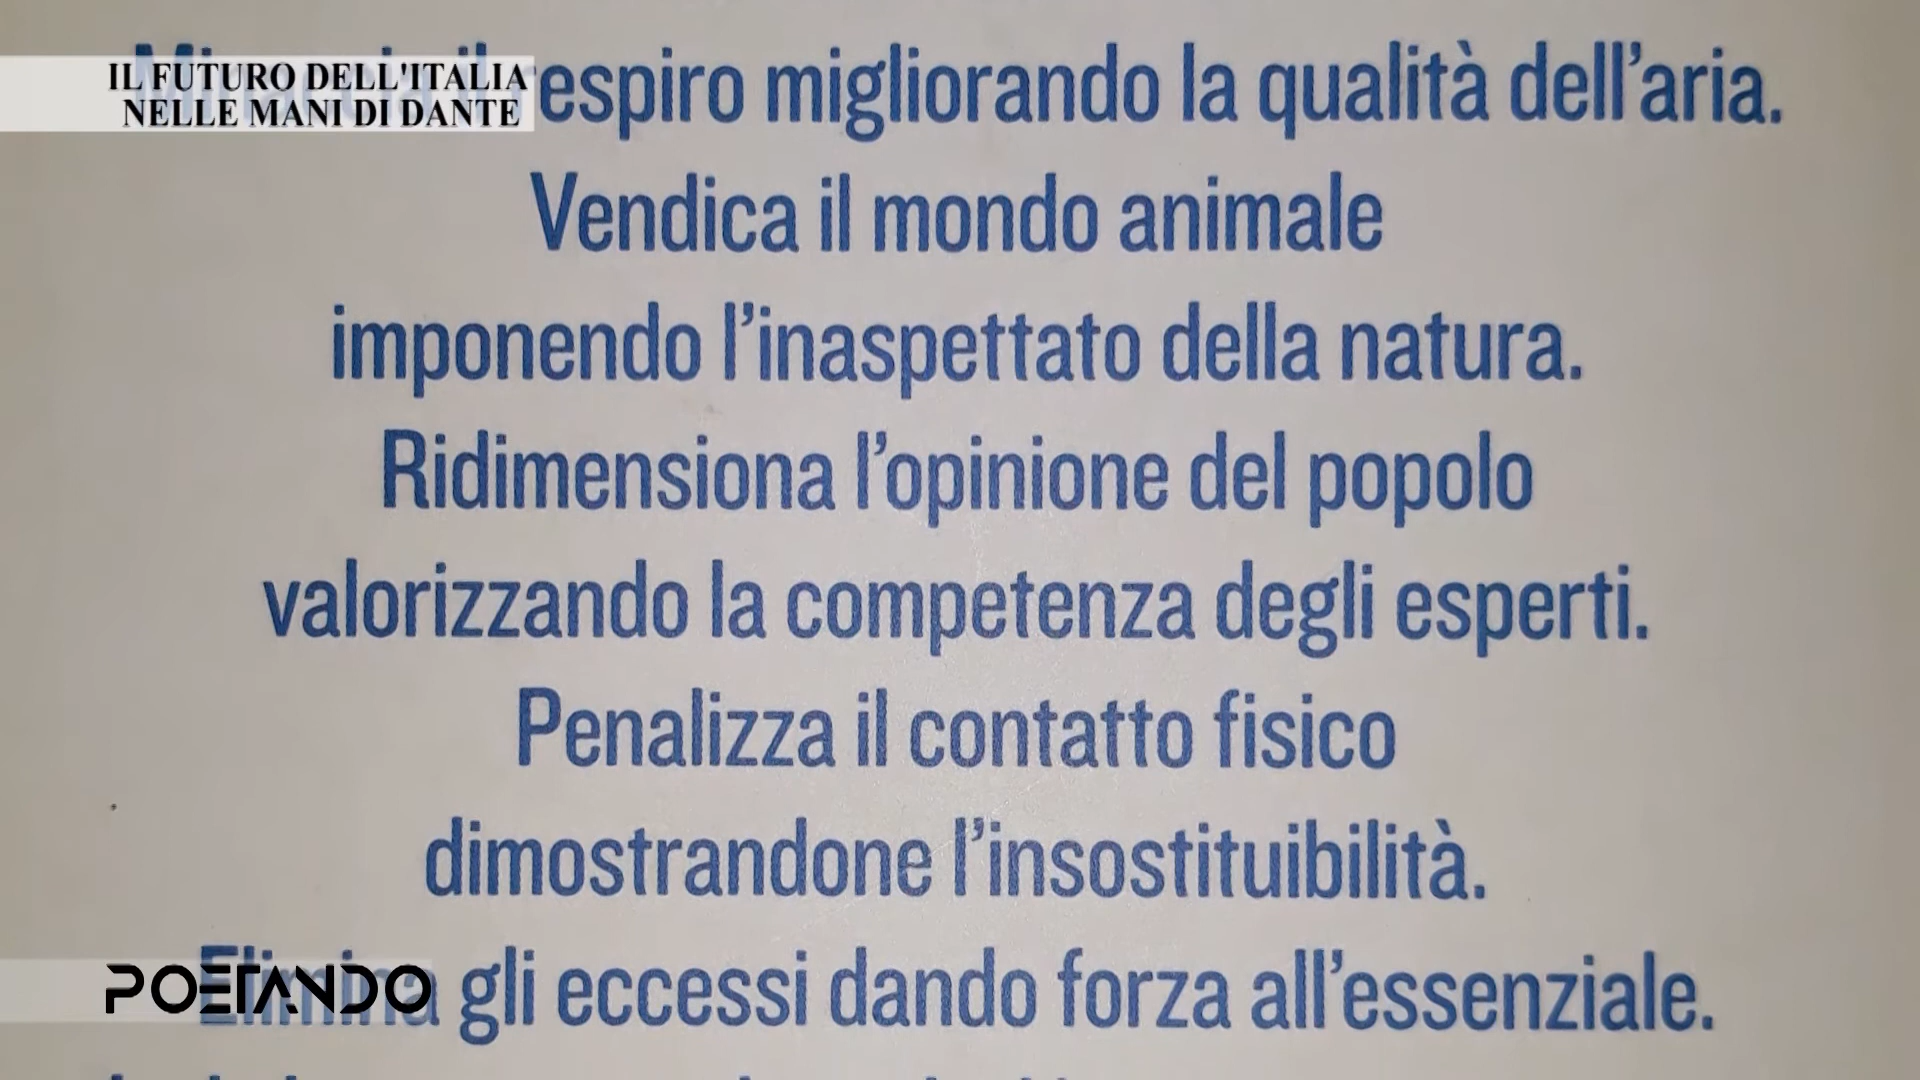 IL FUTURO DELL'ITALIA
NELLE MANI DI DANTE
respiro migliorando la qualità dell’aria.
Vendica il mondo animale
imponendo l’inaspettato della natura.
Ridimensiona l’opinione del popolo
valorizzando la competenza degli esperti.
Penalizza il contatto fisico
dimostrandone l’insostituibilità.
Elimina gli eccessi dando forza all’essenziale.
POETANDO